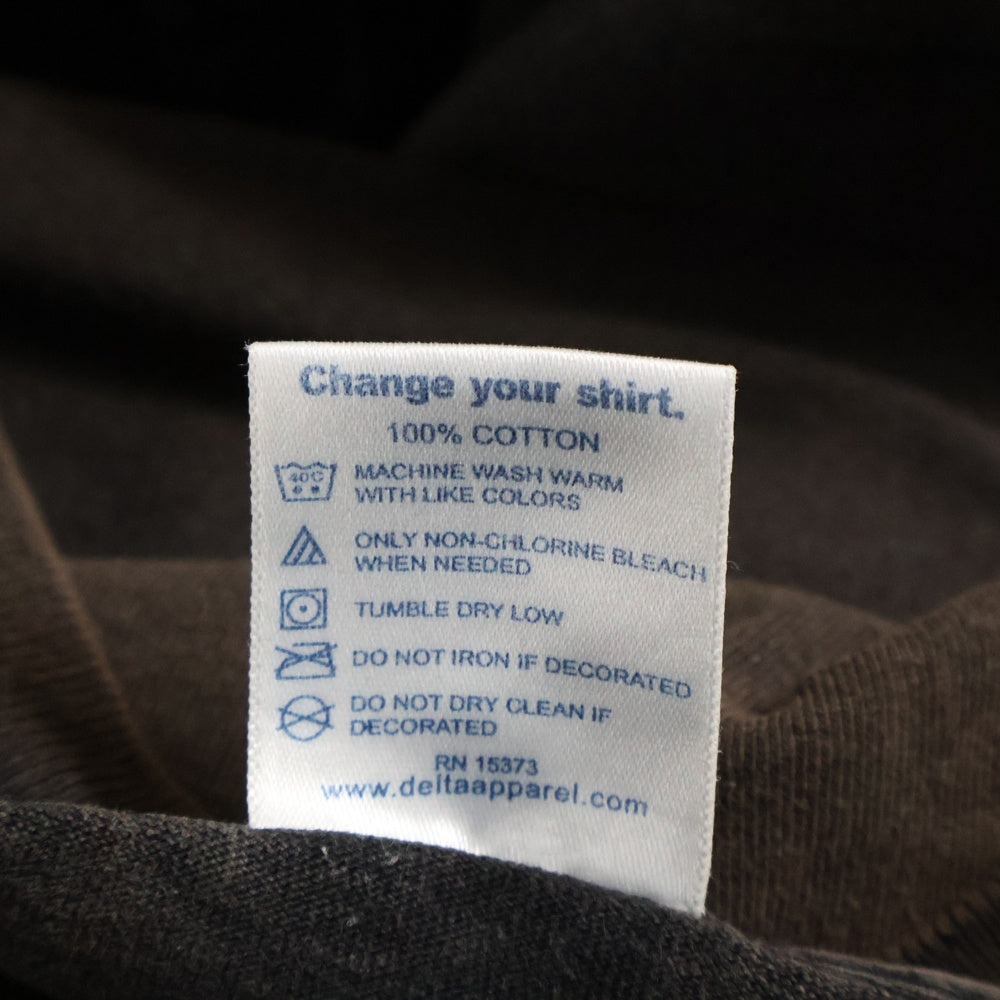 Change your shirt.
100% COTTON
40C
MACHINE WASH WARM
WITH LIKE COLORS
ONLY NON-CHLORINE BLEACH
WHEN NEEDED
TUMBLE DRY LOW
DO NOT IRON IF DECORATED
DO NOT DRY CLEAN IF
DECORATED
RN 15373
www.deltaapparel.com